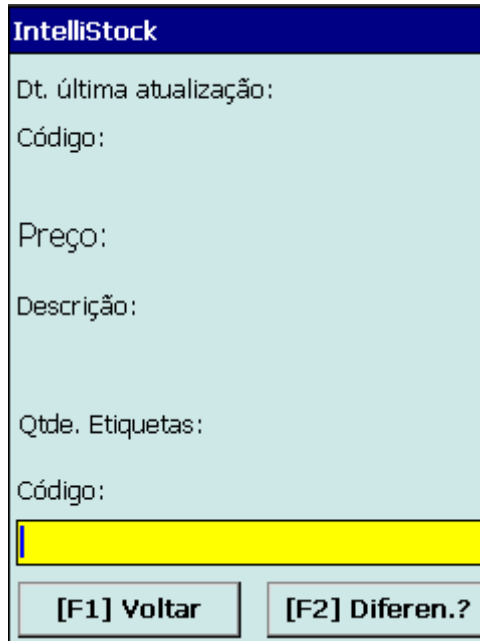 IntelliStock
Dt. última atualização:
Código:
Preço:
Descrição:
Qtde. Etiquetas:
Código:
[F1] Voltar [F2] Diferen.?